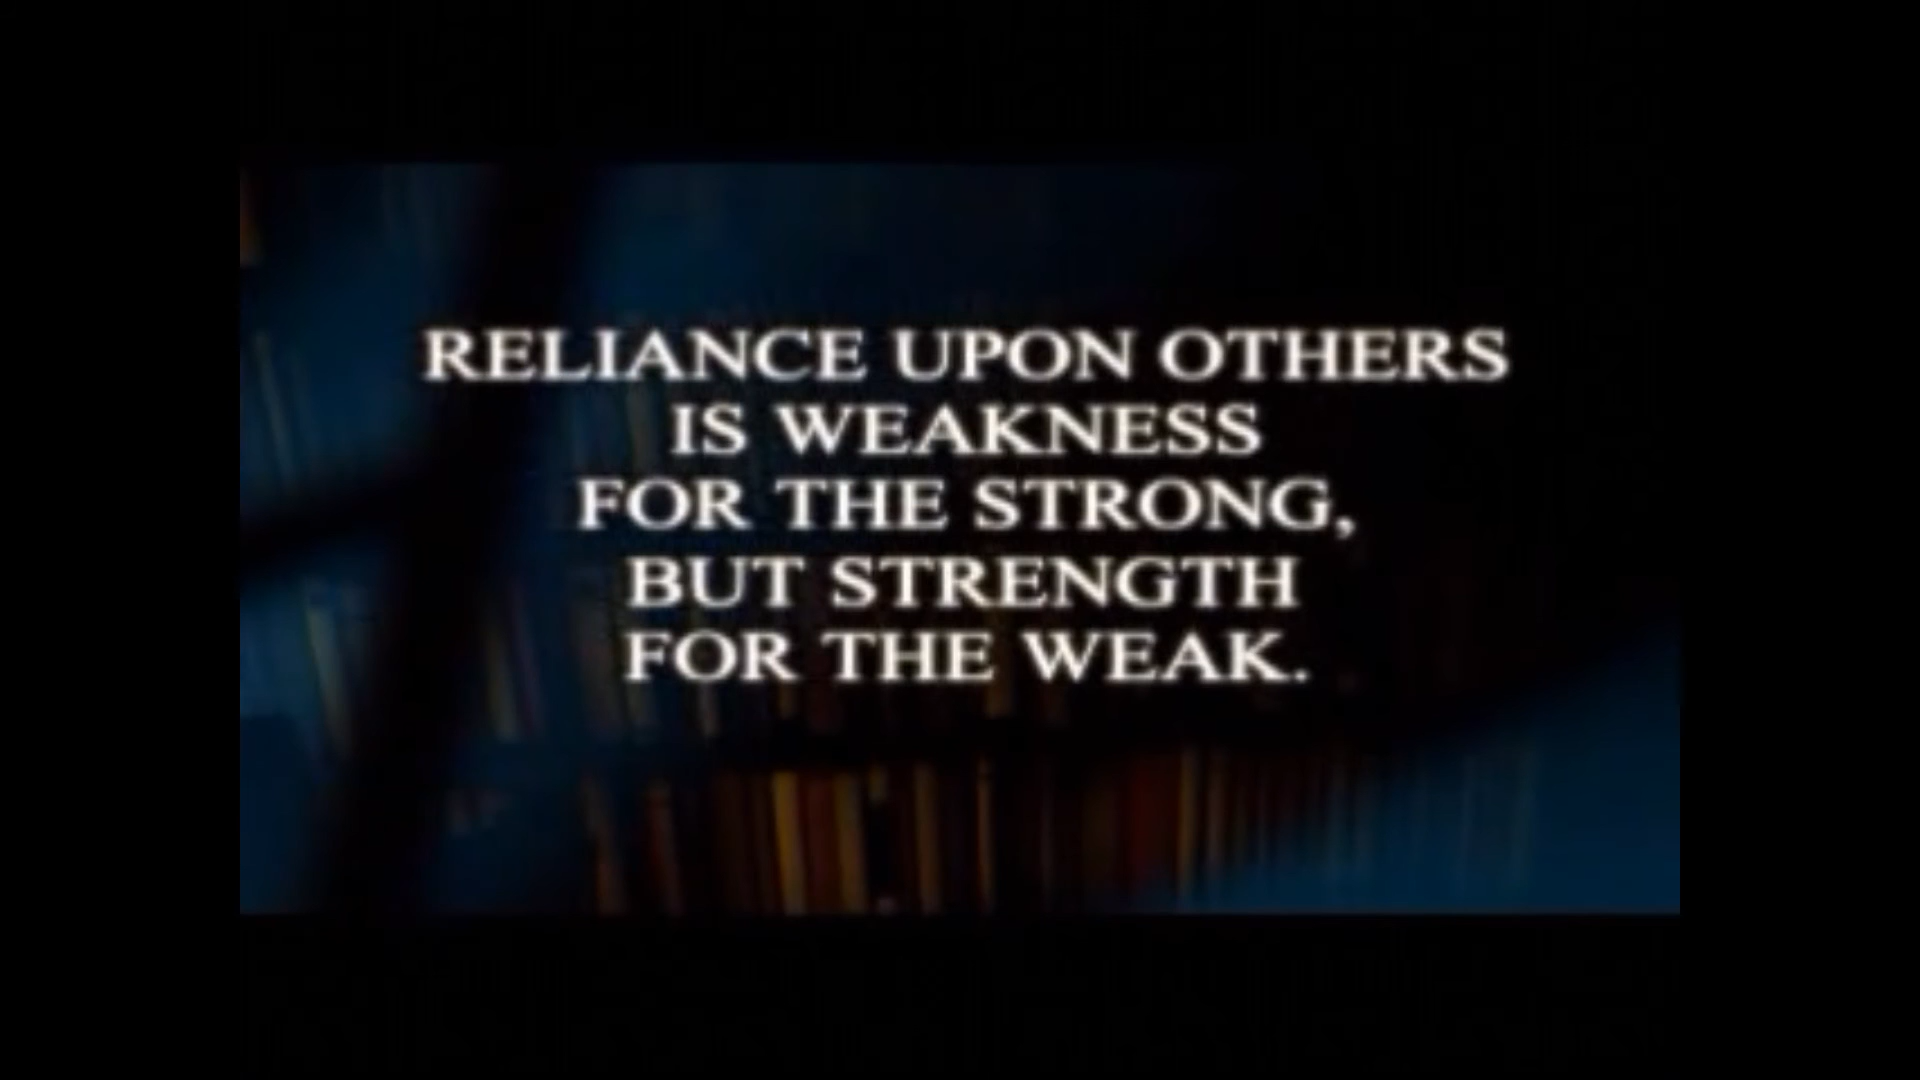 RELIANCE UPON OTHERS
IS WEAKNESS
FOR THE STRONG,
BUT STRENGTH
FOR THE WEAK.